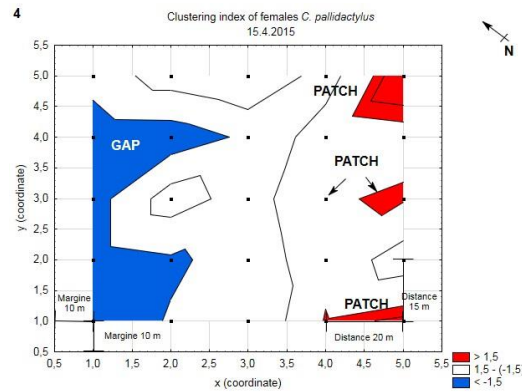 4
Clustering index of females C. pallidactylus
15.4.2015
N
5,5
5,0
4,5
4,0
3,5
3,0
2,5
2,0
1,5
1,0
0,5
y (coordinate)
PATCH
GAP
PATCH
PATCH
Margine
10 m
Margine 10 m
Distance 20 m
Distance
15 m
0,5 1,0 1,5 2,0 2,5 3,0 3,5 4,0 4,5 5,0 5,5
x (coordinate)
> 1,5
1,5 - (-1,5)
< -1,5